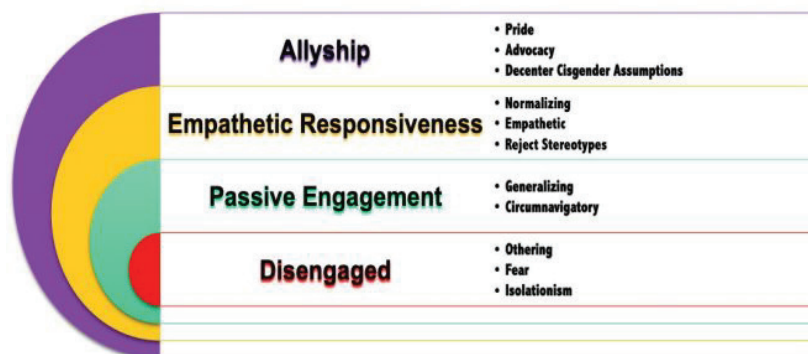 Allyship
• Pride
• Advocacy
• Decenter Cisgender Assumptions
Empathetic Responsiveness
• Normalizing
• Empathetic
• Reject Stereotypes
Passive Engagement
• Generalizing
• Circumnavigatory
Disengaged
• Othering
• Fear
• Isolationism